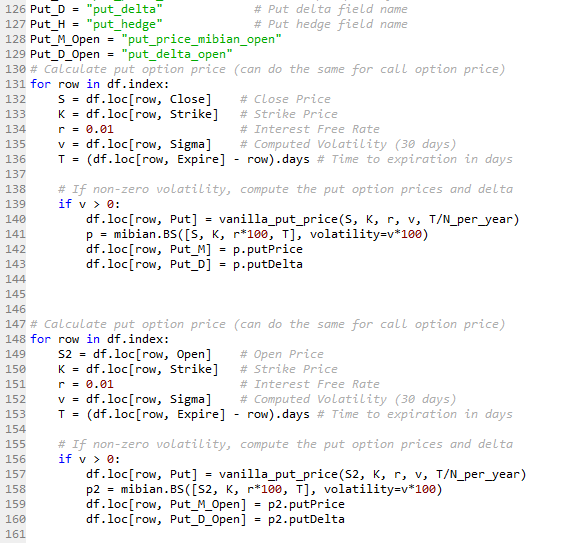 126 Put_D = "put_delta" # Put delta field name
127 Put_H = "put_hedge" # Put hedge field name
128 Put_M_Open = "put_price_mibian_open"
129 Put_D_Open = "put_delta_open"
130 # Calculate put option price (can do the same for call option price)
131 for row in df.index:
132 S = df.loc[row, Close] # Close Price
133 K = df.loc[row, Strike] # Strike Price
134 r = 0.01 # Interest Free Rate
135 v = df.loc[row, Sigma] # Computed Volatility (30 days)
136 T = (df.loc[row, Expire] - row).days # Time to expiration in days
137
138 # If non-zero volatility, compute the put option prices and delta
139 if v > 0:
140 df.loc[row, Put] = vanilla_put_price(S, K, r, v, T/N_per_year)
141 p = mibian.BS([S, K, r*100, T], volatility=v*100)
142 df.loc[row, Put_M] = p.putPrice
143 df.loc[row, Put_D] = p.putDelta
144
145
146
147 # Calculate put option price (can do the same for call option price)
148 for row in df.index:
149 S2 = df.loc[row, Open] # Open Price
150 K = df.loc[row, Strike] # Strike Price
151 r = 0.01 # Interest Free Rate
152 v = df.loc[row, Sigma] # Computed Volatility (30 days)
153 T = (df.loc[row, Expire] - row).days # Time to expiration in days
154
155 # If non-zero volatility, compute the put option prices and delta
156 if v > 0:
157 df.loc[row, Put] = vanilla_put_price(S2, K, r, v, T/N_per_year)
158 p2 = mibian.BS([S2, K, r*100, T], volatility=v*100)
159 df.loc[row, Put_M_Open] = p2.putPrice
160 df.loc[row, Put_D_Open] = p2.putDelta
161